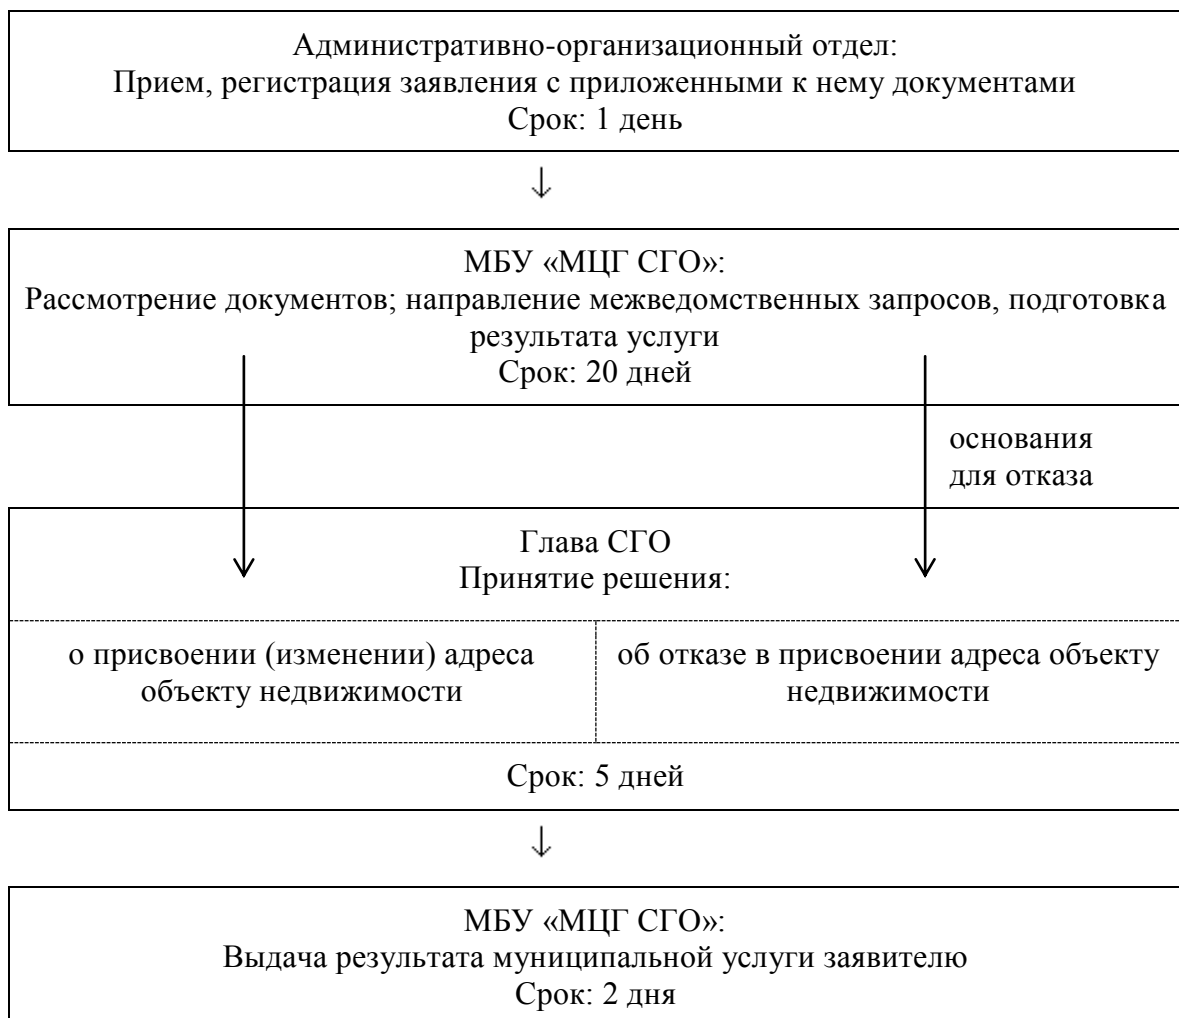 Административно-организационный отдел:
Прием, регистрация заявления с приложенными к нему документами
Срок: 1 день
МБУ «МЦГ СГО»:
Рассмотрение документов; направление межведомственных запросов, подготовка
результата услуги
Срок: 20 дней
основания
для отказа
Глава СГО
Принятие решения:
о присвоении (изменении) адреса
объекту недвижимости
об отказе в присвоении адреса объекту
недвижимости
Срок: 5 дней
МБУ «МЦГ СГО»:
Выдача результата муниципальной услуги заявителю
Срок: 2 дня